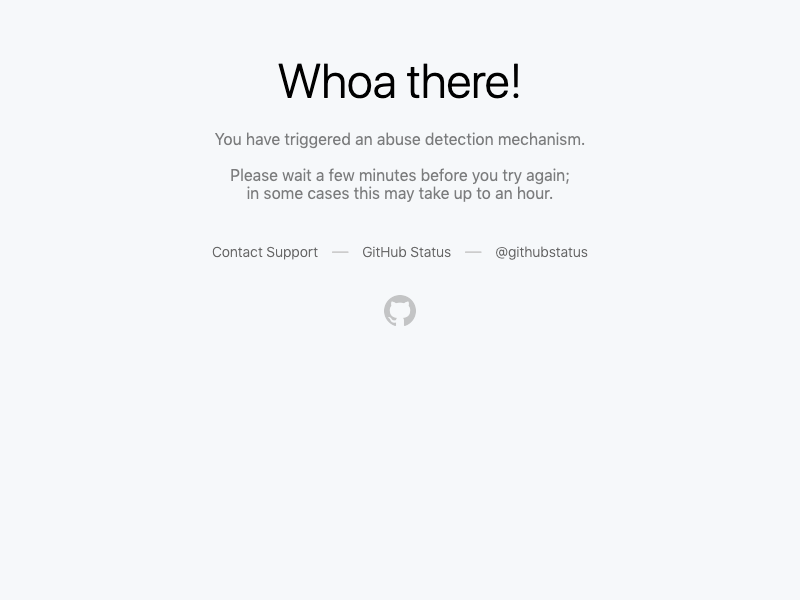 Whoa there!
You have triggered an abuse detection mechanism.
Please wait a few minutes before you try again;
in some cases this may take up to an hour.
Contact Support — GitHub Status — @githubstatus